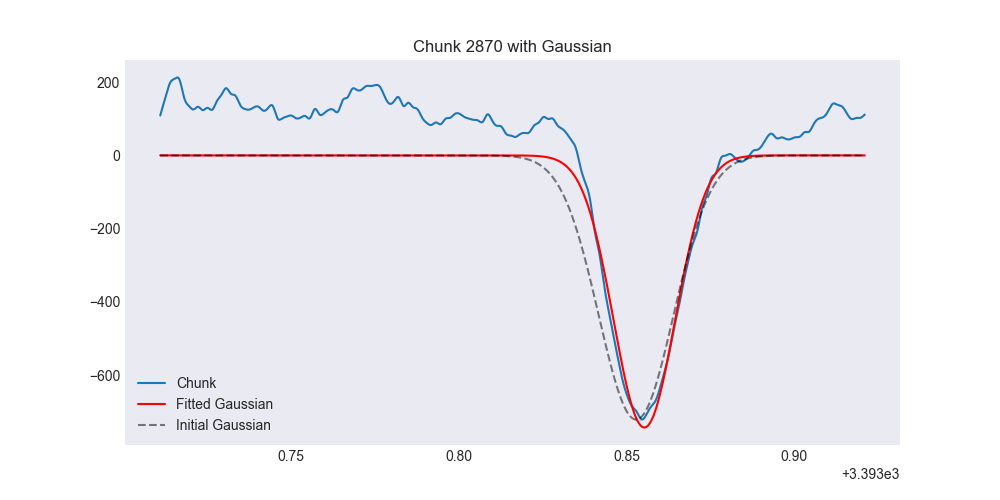 Chunk 2870 with Gaussian
200
0
−200
−400
−600
Chunk
Fitted Gaussian
Initial Gaussian
0.75 0.80 0.85 0.90
+3.393e3